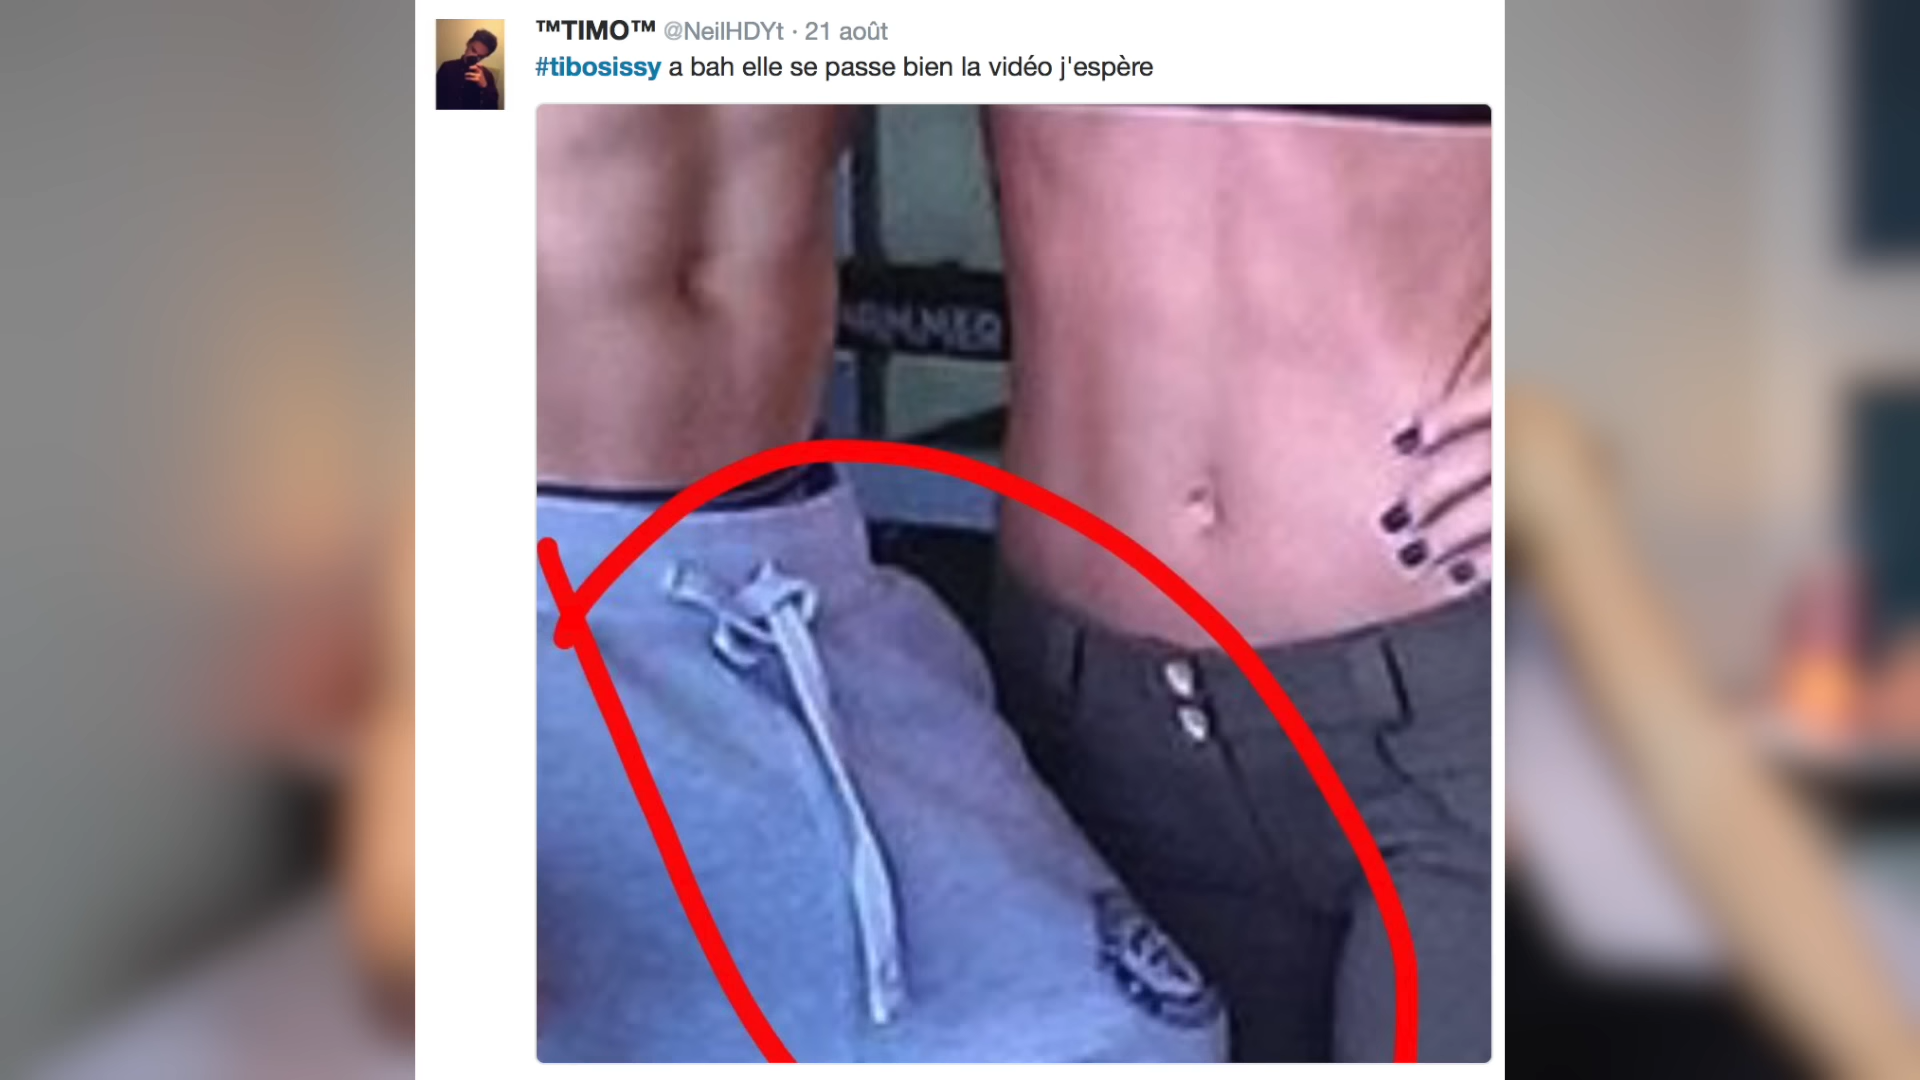 ™TIMO™ @NeilHDYt · 21 août
#tibosissy a bah elle se passe bien la vidéo j'espère